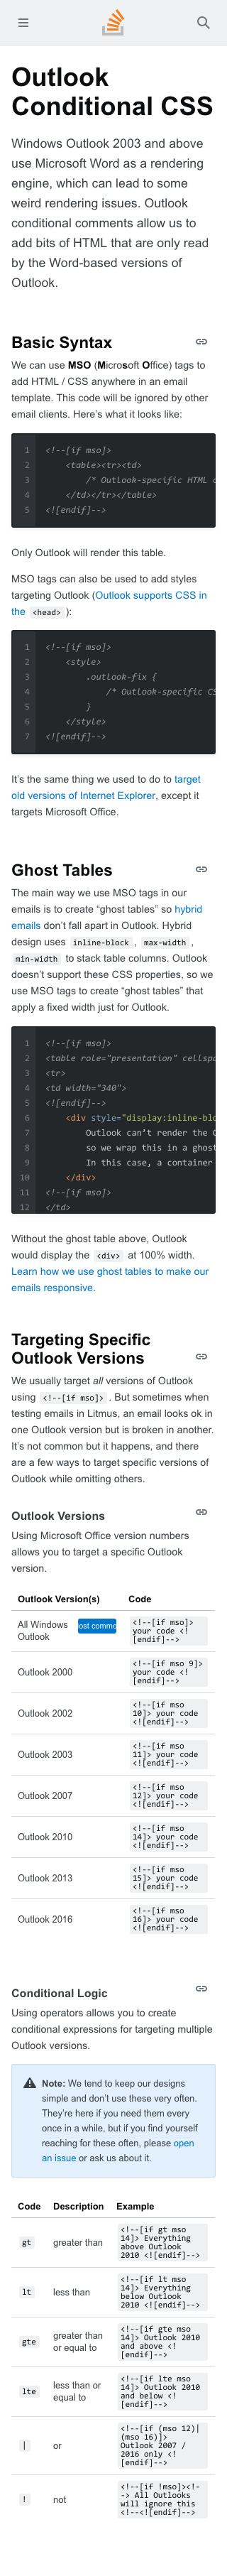 Outlook
Conditional CSS
Windows Outlook 2003 and above
use Microsoft Word as a rendering
engine, which can lead to some
weird rendering issues. Outlook
conditional comments allow us to
add bits of HTML that are only read
by the Word-based versions of
Outlook.
Basic Syntax
We can use MSO (Microsoft Office) tags to
add HTML / CSS anywhere in an email
template. This code will be ignored by other
email clients. Here's what it looks like:
1 <!--[if mso]>
2 <table><tr><td>
3 /* Outlook-specific HTML
4 </td></tr></table>
5 <![endif]-->
Only Outlook will render this table.
MSO tags can also be used to add styles
targeting Outlook (Outlook supports CSS in
the <head> ):
1 <!--[if mso]>
2 <style>
3 .outlook-fix {
4 /* Outlook-specific CS
5 }
6 </style>
7 <![endif]-->
It's the same thing we used to do to target
old versions of Internet Explorer, except it
targets Microsoft Office.
Ghost Tables
The main way we use MSO tags in our
emails is to create “ghost tables” so hybrid
emails don't fall apart in Outlook. Hybrid
design uses inline-block , max-width ,
min-width to stack table columns. Outlook
doesn't support these CSS properties, so we
use MSO tags to create “ghost tables” that
apply a fixed width just for Outlook.
1 <!--[if mso]>
2 <table role="presentation" cellspa
3 <tr>
4 <td width="340">
5 <![endif]-->
6 <div style="display:inline-blo
7 Outlook can't render the
8 so we wrap this in a ghost
9 In this case, a container
10 </div>
11 <!--[if mso]>
12 </td>
Without the ghost table above, Outlook
would display the <div> at 100% width.
Learn how we use ghost tables to make our
emails responsive.
Targeting Specific
Outlook Versions
We usually target all versions of Outlook
using <!--[if mso]> . But sometimes when
testing emails in Litmus, an email looks ok in
one Outlook version but is broken in another.
It's not common but it happens, and there
are a few ways to target specific versions of
Outlook while omitting others.
Outlook Versions
Using Microsoft Office version numbers
allows you to target a specific Outlook
version.
Outlook Version(s) Code
All Windows
Outlook
ost commo
<!--[if mso]>
your code <!
[endif]-->
Outlook 2000
<!--[if mso 9]>
your code <!
[endif]-->
Outlook 2002
<!--[if mso
10]> your code
<![endif]-->
Outlook 2003
<!--[if mso
11]> your code
<![endif]-->
Outlook 2007
<!--[if mso
12]> your code
<![endif]-->
Outlook 2010
<!--[if mso
14]> your code
<![endif]-->
Outlook 2013
<!--[if mso
15]> your code
<![endif]-->
Outlook 2016
<!--[if mso
16]> your code
<![endif]-->
Conditional Logic
Using operators allows you to create
conditional expressions for targeting multiple
Outlook versions.
Note: We tend to keep our designs
simple and don't use these very often.
They're here if you need them every
once in a while, but if you find yourself
reaching for these often, please open
an issue or ask us about it.
Code Description Example
gt greater than
<!--[if gt mso
14]> Everything
above Outlook
2010 <![endif]-->
lt less than
<!--[if lt mso
14]> Everything
below Outlook
2010 <![endif]-->
gte greater than
or equal to
<!--[if gte mso
14]> Outlook 2010
and above <!
[endif]-->
lte less than or
equal to
<!--[if lte mso
14]> Outlook 2010
and below <!
[endif]-->
| or
<!--[if (mso 12)|
(mso 16)]>
Outlook 2007 /
2016 only <!
[endif]-->
! not
<!--[if !mso]><!-
-> All Outlooks
will ignore this
<!--<![endif]-->